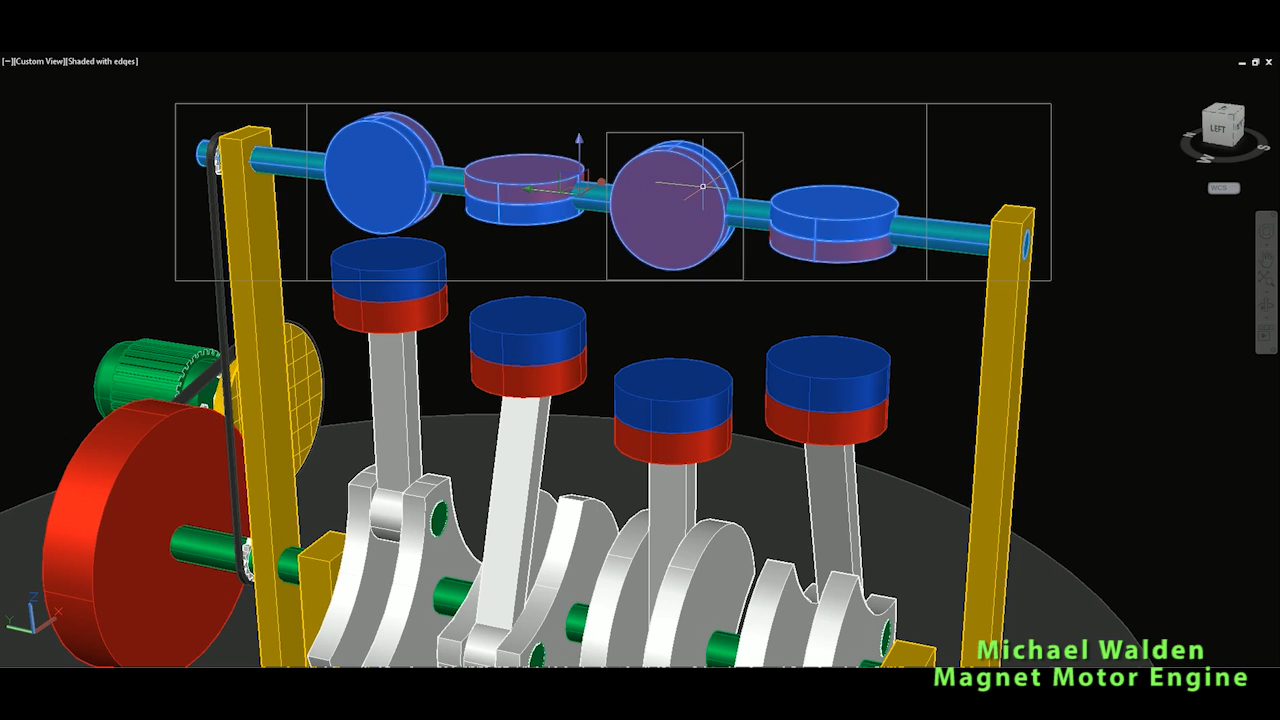 [−][Custom View][Shaded with edges]
LEFT
W
S
WCS
Z
X
Y
Michael Walden
Magnet Motor Engine